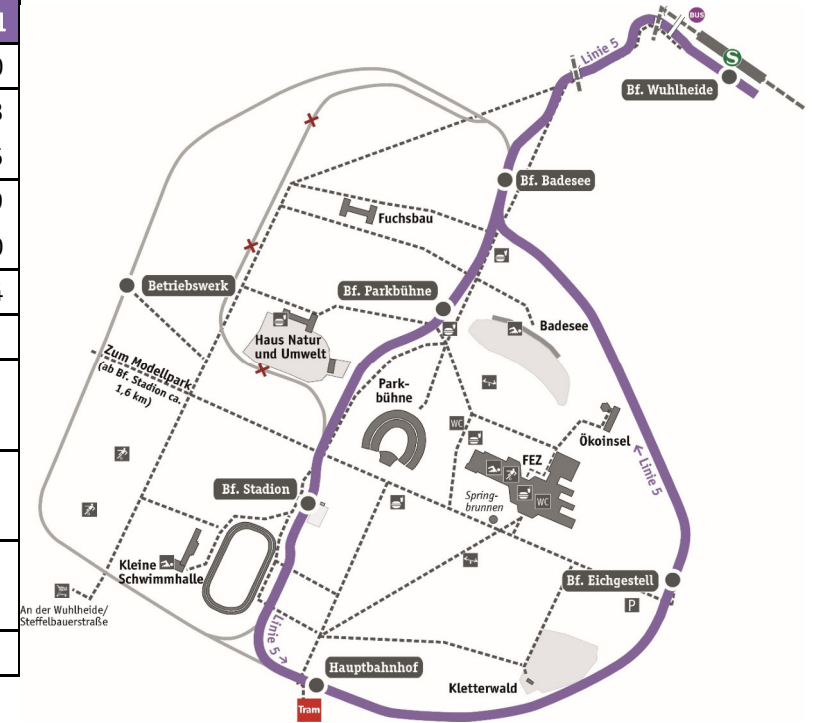 1
BUS
S
Linie 5
Bf. Wuhlheide
Bf. Badesee
Fuchsbau
Betriebswerk
Bf. Parkbühne
Badesee
Haus Natur
und Umwelt
Zum Modellpark
(ab Bf. Stadion ca.
1,6 km)
Park-
bühne
WC
Ökoinsel
FEZ
← Linie 5
WC
Bf. Stadion
Spring-
brunnen
Kleine
Schwimmhalle
Bf. Eichgestell
P
An der Wuhlheide/
Steffelbauerstraße
Linie 5 →
Hauptbahnhof
Kletterwald
Tram